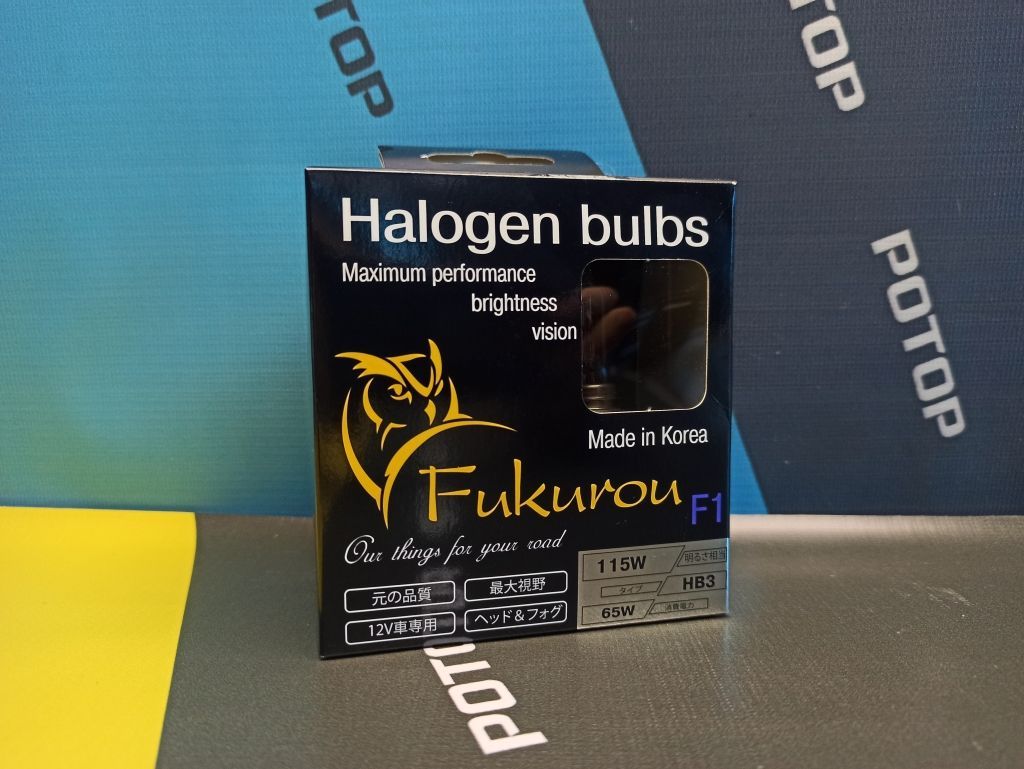 POTOP
POTOP
POTOP
Halogen bulbs
Maximum performance
brightness
vision
Made in Korea
Fukurou F1
Our things for your road
元の品質
最大視野
12V車専用
ヘッド&フォグ
115W
明るさ相当
タイプ
HB3
65W
消費電力
POTOP